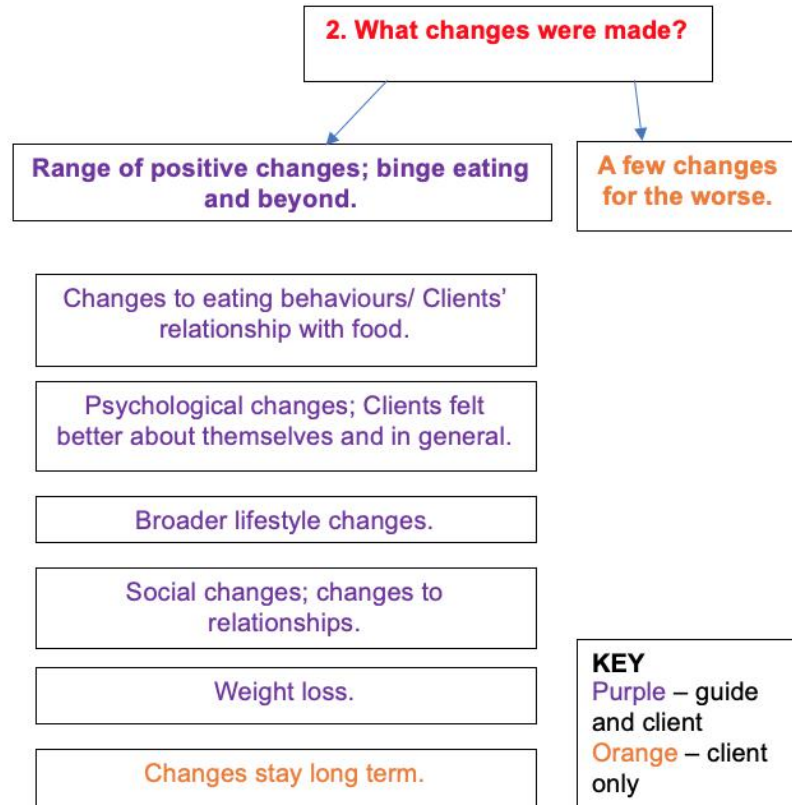 2. What changes were made?
Range of positive changes; binge eating
and beyond.
A few changes
for the worse.
Changes to eating behaviours/ Clients’
relationship with food.
Psychological changes; Clients felt
better about themselves and in general.
Broader lifestyle changes.
Social changes; changes to
relationships.
Weight loss.
Changes stay long term.
KEY
Purple – guide
and client
Orange – client
only